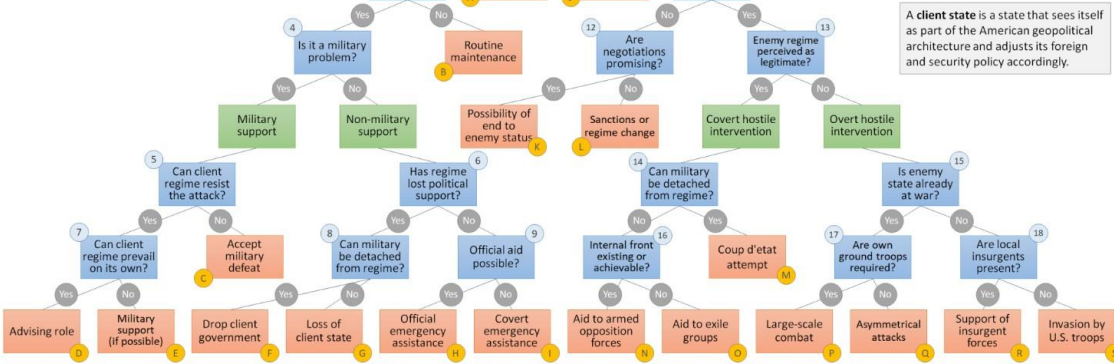 Yes
No
4
Is it a military
problem?
Routine
maintenance
B
12
Are
negotiations
promising?
13
Enemy regime
perceived as
legitimate?
A client state is a state that sees itself
as part of the American geopolitical
architecture and adjusts its foreign
and security policy accordingly.
Yes
No
Yes
No
Yes
No
Military
support
Non-military
support
Possibility of
end to
enemy status
K
Sanctions or
regime change
L
Covert hostile
intervention
Overt hostile
intervention
5
Can client
regime resist
the attack?
6
Has regime
lost political
support?
14
Can military
be detached
from regime?
15
Is enemy
state already
at war?
Yes
No
Yes
No
No
Yes
Yes
No
7
Can client
regime prevail
on its own?
Accept
military
defeat
C
8
Can military
be detached
from regime?
9
Official aid
possible?
16
Internal front
existing or
achievable?
Coup d'etat
attempt
M
17
Are own
ground troops
required?
18
Are local
insurgents
present?
Yes
No
Yes
No
Yes
No
Yes
No
Yes
No
Yes
No
Advising role
D
Military
support
(if possible)
E
Drop client
government
F
Loss of
client state
G
Official
emergency
assistance
H
Covert
emergency
assistance
I
Aid to armed
opposition
forces
N
Aid to exile
groups
O
Large-scale
combat
P
Asymmetrical
attacks
Q
Support of
insurgent
forces
R
Invasion by
U.S. troops